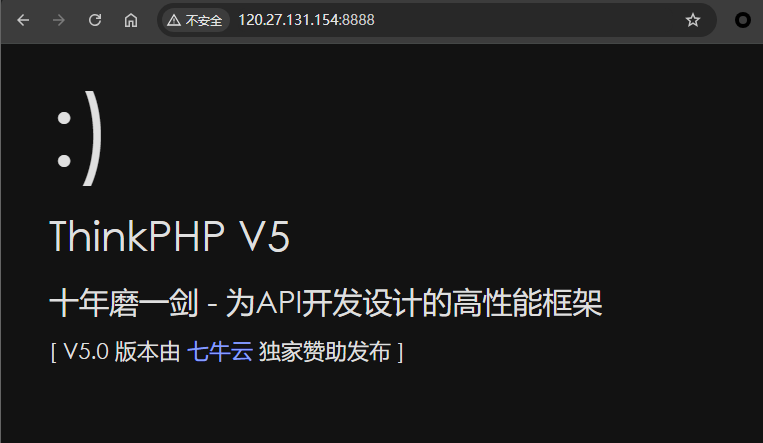 不安全 120.27.131.154:8888
:)
ThinkPHP V5
十年磨一剑 - 为API开发设计的高性能框架
[ V5.0 版本由 七牛云 独家赞助发布 ]